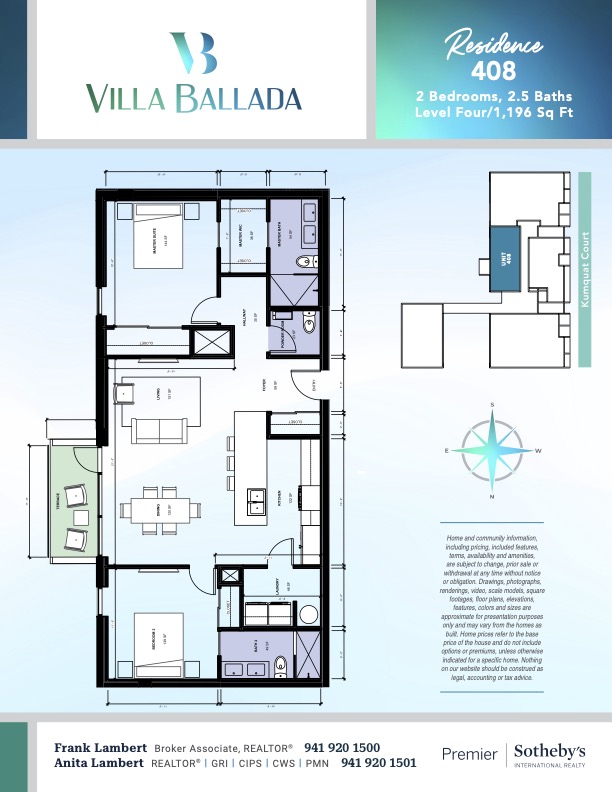 VB
VILLA BALLADA
Residence
408
2 Bedrooms, 2.5 Baths
Level Four/1,196 Sq Ft
MASTER SUITE
MASTER WIC
MASTER BATH
CLOSET
CLOSET
HALLWAY
POWDER ROOM
CLOSET
LIVING
FOYER
ENTRY
CLOSET
TERRACE
DINING
KITCHEN
LAUNDRY
CLOSET
BEDROOM 2
BATH 2
UNIT
408
Kumquat Court
S
E
W
N
Home and community information,
including pricing, included features,
terms, availability and amenities,
are subject to change, prior sale or
withdrawal at any time without notice
or obligation. Drawings, photographs,
renderings, video, scale models, square
footages, floor plans, elevations,
features, colors and sizes are
approximate for presentation purposes
only and may vary from the homes as
built. Home prices refer to the base
price of the house and do not include
options or premiums, unless otherwise
indicated for a specific home. Nothing
on our website should be construed as
legal, accounting or tax advice.
Frank Lambert Broker Associate, REALTOR® 941 920 1500
Anita Lambert REALTOR® | GRI | CIPS | CWS | PMN 941 920 1501
Premier | Sotheby's
INTERNATIONAL REALTY